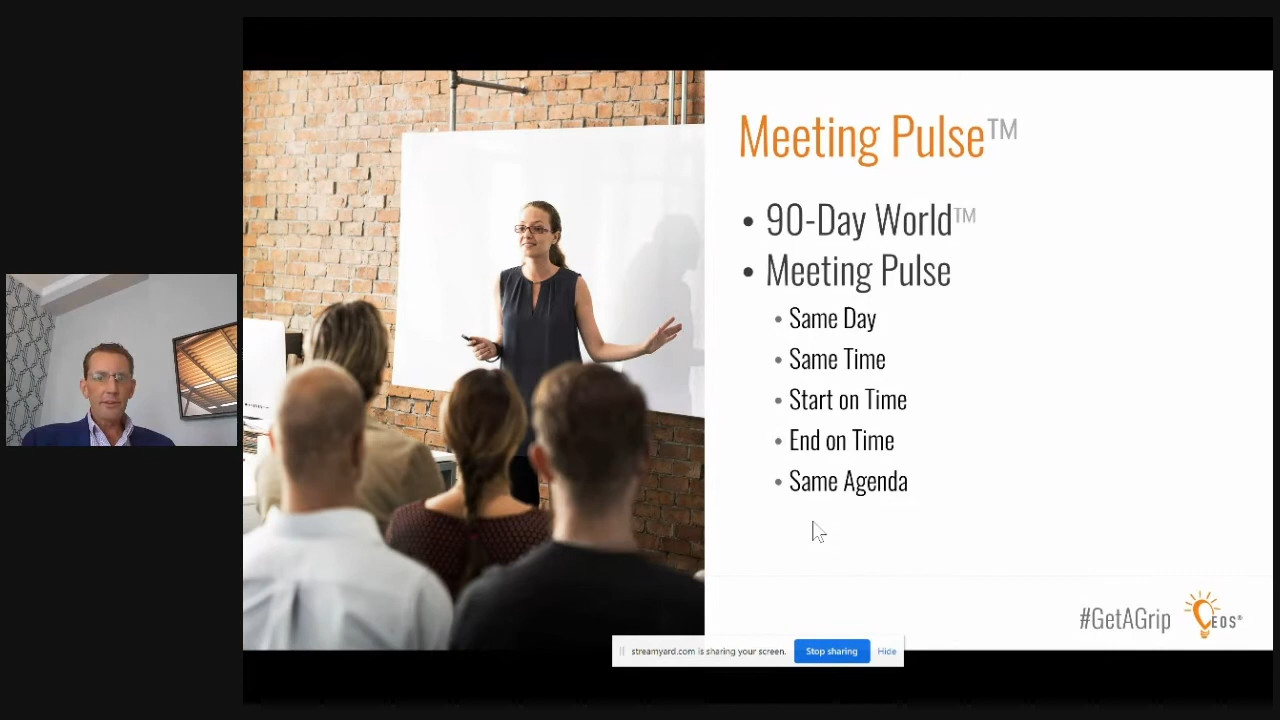 Meeting Pulse™
• 90-Day World™
• Meeting Pulse
• Same Day
• Same Time
• Start on Time
• End on Time
• Same Agenda
#GetAGrip
EOS®
streamyard.com is sharing your screen.
Stop sharing
Hide